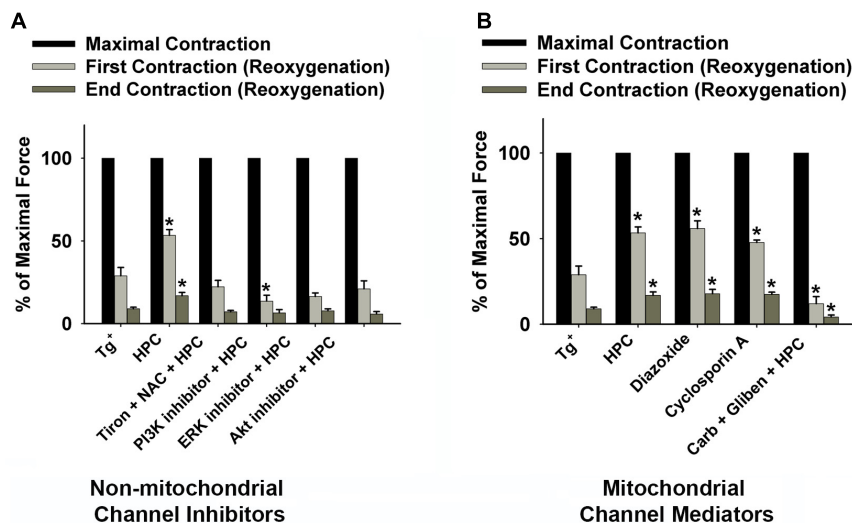 A
Maximal Contraction
First Contraction (Reoxygenation)
End Contraction (Reoxygenation)
% of Maximal Force
100
50
0
Tg+
HPC
Tiron + NAC + HPC
PI3K inhibitor + HPC
ERK inhibitor + HPC
Akt inhibitor + HPC
*
*
*
Non-mitochondrial
Channel Inhibitors
B
Maximal Contraction
First Contraction (Reoxygenation)
End Contraction (Reoxygenation)
% of Maximal Force
100
50
0
Tg+
HPC
Diazoxide
Cyclosporin A
Carb + Gliben + HPC
*
*
*
*
*
*
*
*
Mitochondrial
Channel Mediators